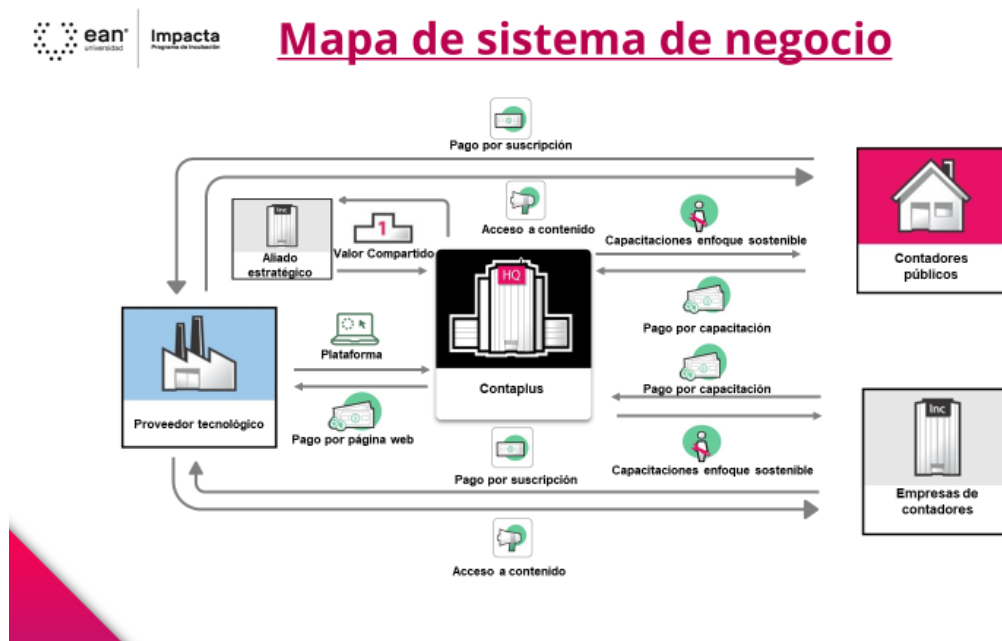 ean
universidad
Impacta
Programa de Incubación
Mapa de sistema de negocio
Pago por suscripción
Acceso a contenido
Inc
Aliado
estratégico
1
Valor Compartido
Capacitaciones enfoque sostenible
Contadores
públicos
HQ
Contaplus
Pago por capacitación
Plataforma
Proveedor tecnológico
Pago por página web
Pago por capacitación
Inc
Empresas de
contadores
Capacitaciones enfoque sostenible
Pago por suscripción
Acceso a contenido